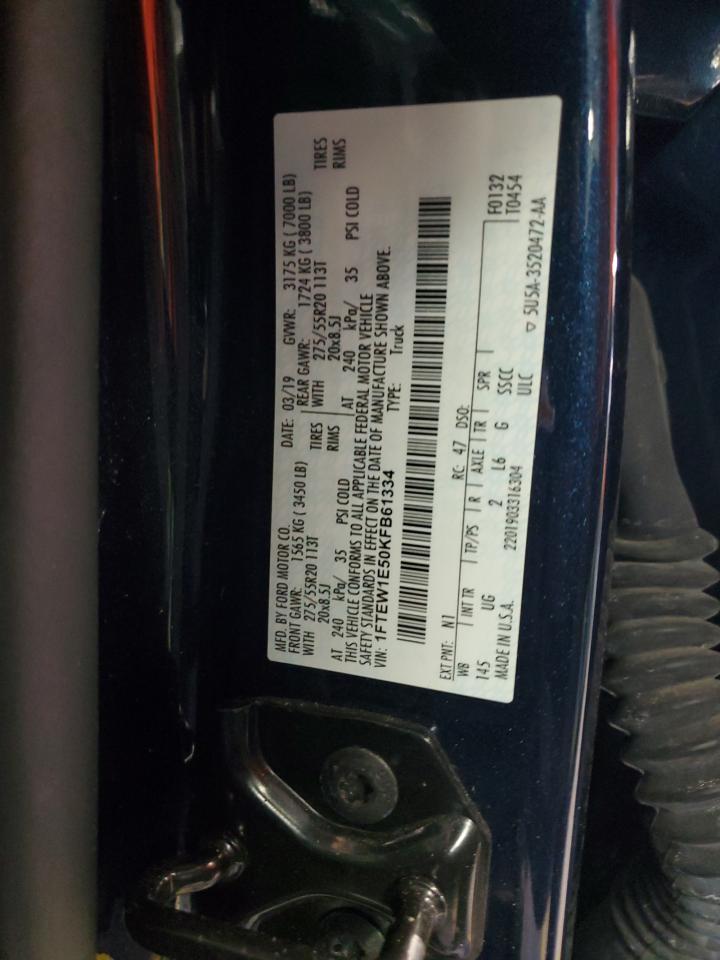 MFD. BY FORD MOTOR CO.
DATE: 03/19 GVWR: 3175 KG ( 7000 LB)
FRONT GAWR: 1565 KG ( 3450 LB) REAR GAWR: 1724 KG ( 3800 LB)
WITH 275/55R20 113T TIRES WITH 275/55R20 113T TIRES
20x8.5J RIMS 20x8.5J RIMS
AT 240 kPa/ 35 PSI COLD AT 240 kPa/ 35 PSI COLD
THIS VEHICLE CONFORMS TO ALL APPLICABLE FEDERAL MOTOR VEHICLE
SAFETY STANDARDS IN EFFECT ON THE DATE OF MANUFACTURE SHOWN ABOVE.
VIN: 1FTEW1E50KFB61334 TYPE: Truck
EXT PNT: N1 RC: 47 DSO: F0132
WB INT TR TP/PS R AXLE TR SPR T0454
145 UG 2 L6 G SSCC
MADE IN U.S.A. 2201903316304 ULC ▽ 5U5A-3520472-AA